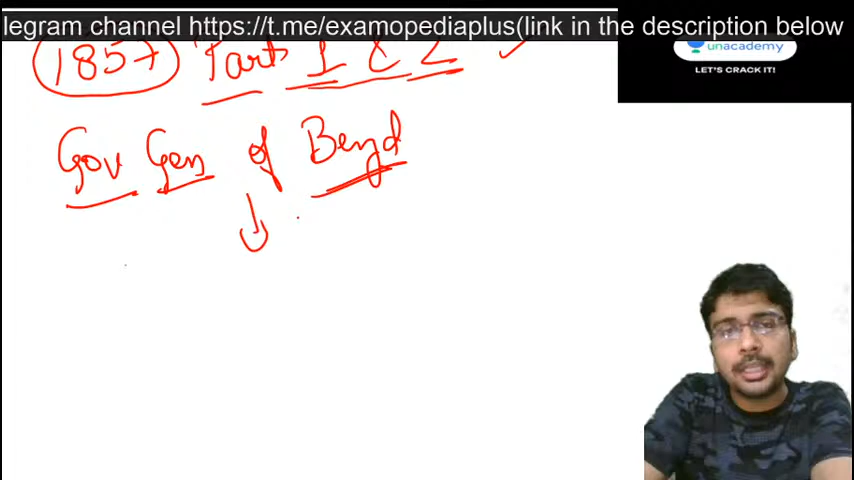 legram channel https://t.me/examopediaplus(link in the description below
1857 Part 1 & 2
unacademy
LET'S CRACK IT!
Gov Gen of Bengal